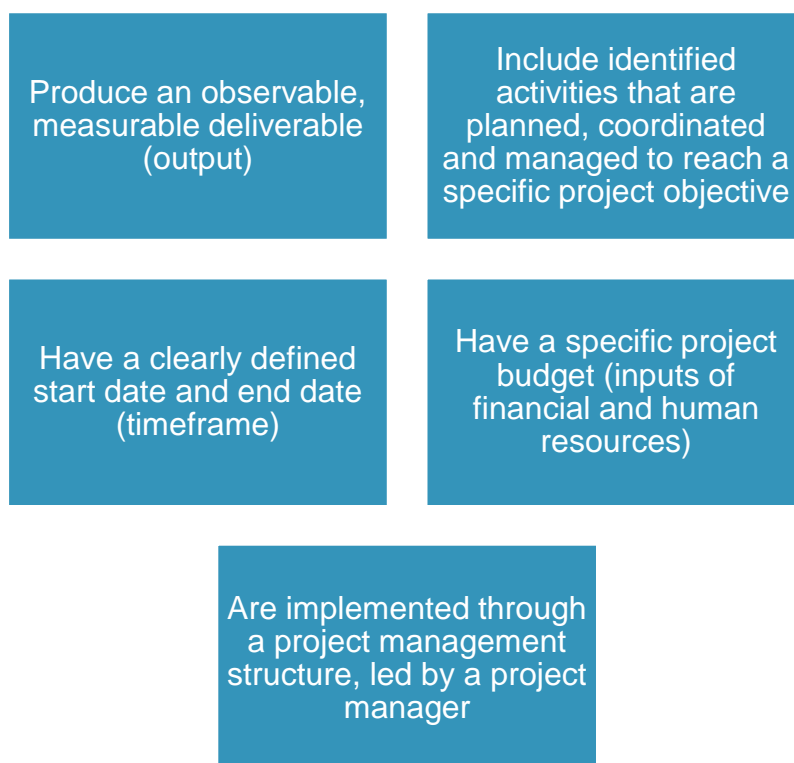 Produce an observable,
measurable deliverable
(output)
Include identified
activities that are
planned, coordinated
and managed to reach a
specific project objective
Have a clearly defined
start date and end date
(timeframe)
Have a specific project
budget (inputs of
financial and human
resources)
Are implemented through
a project management
structure, led by a project
manager